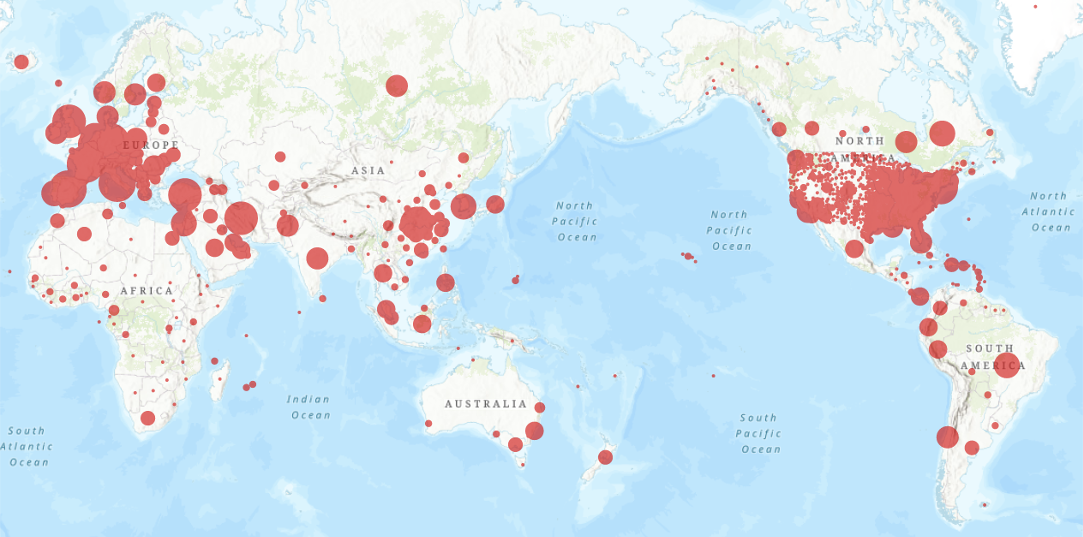 EUROPE
ASIA
AFRICA
North
Pacific
Ocean
North
Pacific
Ocean
NORTH
AMERICA
North
Atlantic
Ocean
SOUTH
AMERICA
Indian
Ocean
AUSTRALIA
South
Pacific
Ocean
South
Atlantic
Ocean